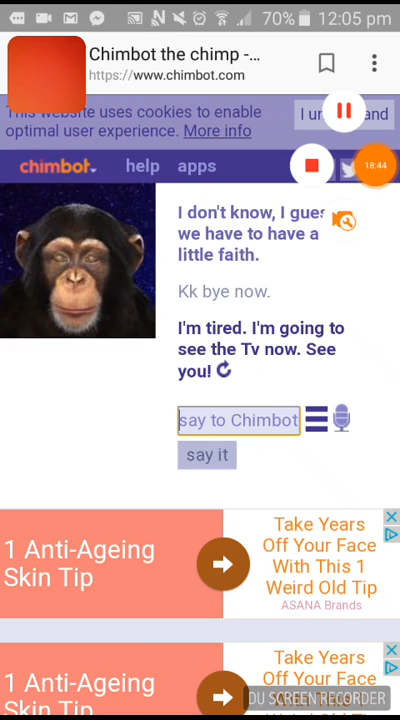 70% 12:05 pm
Chimbot the chimp -...
https://www.chimbot.com
This website uses cookies to enable
optimal user experience. More info
I and
chimbot
help apps
18:44
I don't know, I gues
we have to have a
little faith.
Kk bye now.
I'm tired. I'm going to
see the Tv now. See
you!
say to Chimbot
say it
1 Anti-Ageing
Skin Tip
Take Years
Off Your Face
With This 1
Weird Old Tip
ASANA Brands
1 Anti-Ageing
Skin Tip
Take Years
Off Your Face
DU SCREEN RECORDER